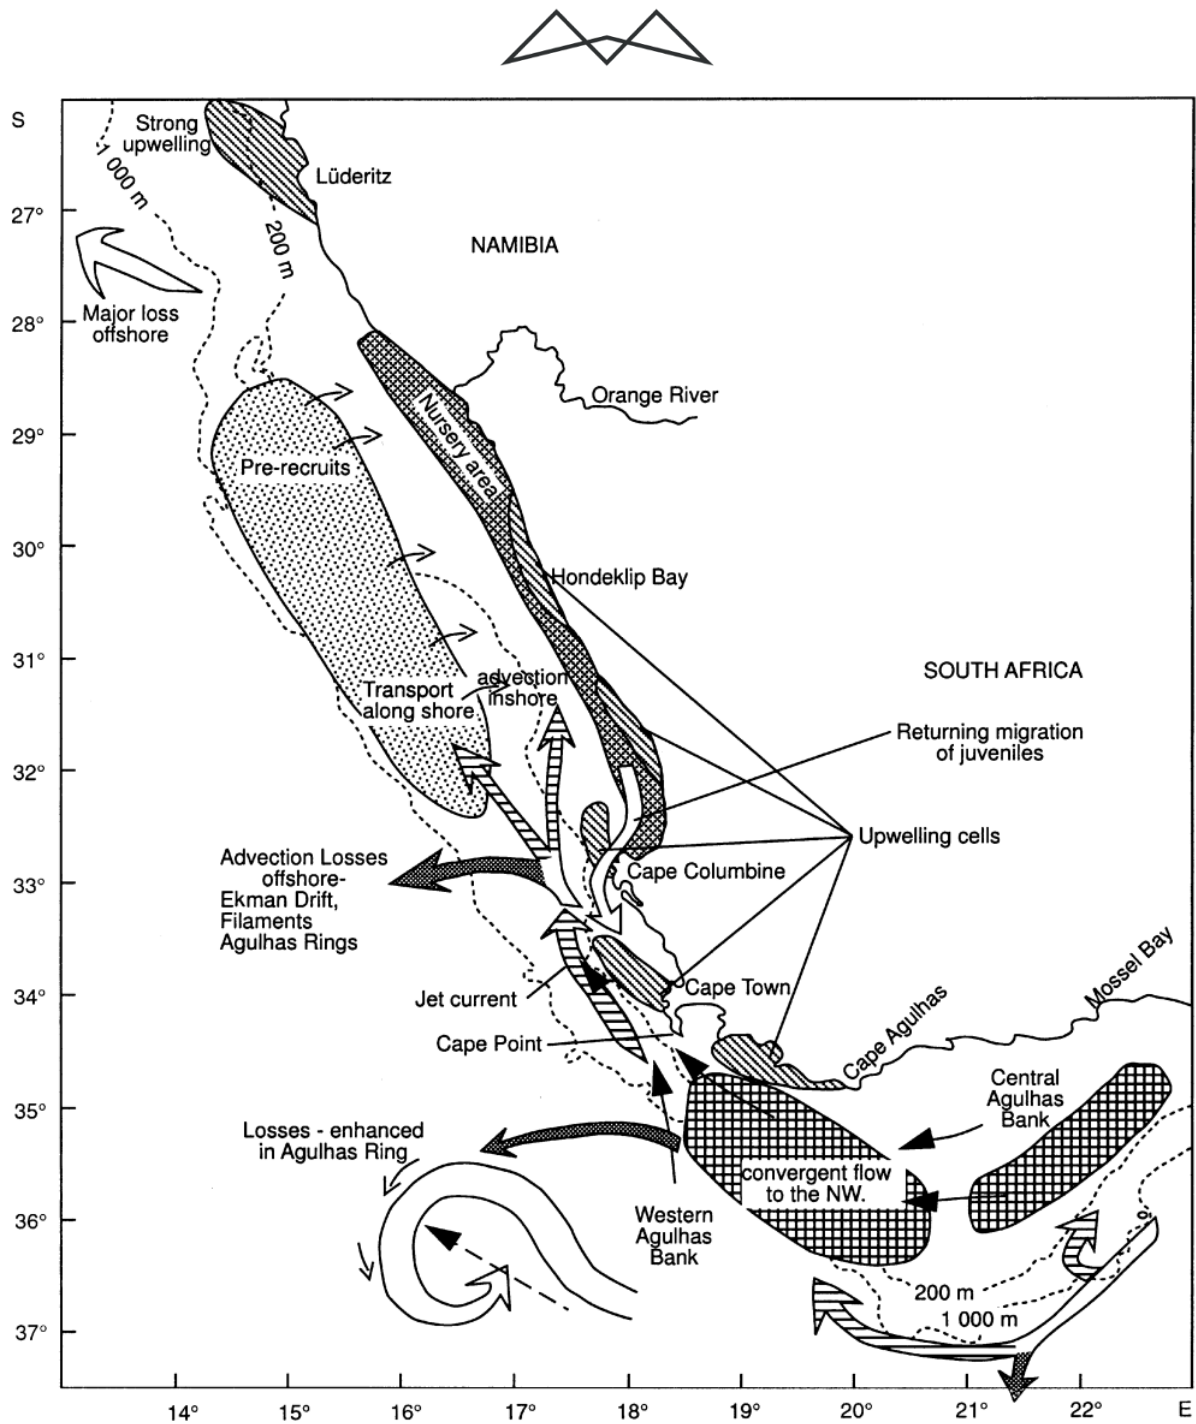 S
Strong
upwelling
1 000 m
Lüderitz
27°
200 m
NAMIBIA
Major loss
offshore
28°
Orange River
Nursery area
29°
Pre-recruits
30°
Hondeklip Bay
31°
SOUTH AFRICA
advection
inshore
Transport
along shore
Returning migration
of juveniles
32°
Upwelling cells
Advection Losses
offshore-
Ekman Drift,
Filaments
Agulhas Rings
33°
Cape Columbine
Mossel Bay
34°
Jet current
Cape Town
Cape Agulhas
Cape Point
Central
Agulhas
Bank
35°
Losses - enhanced
in Agulhas Ring
convergent flow
to the NW.
36°
Western
Agulhas
Bank
200 m
1 000 m
37°
14°
15°
16°
17°
18°
19°
20°
21°
22°
E